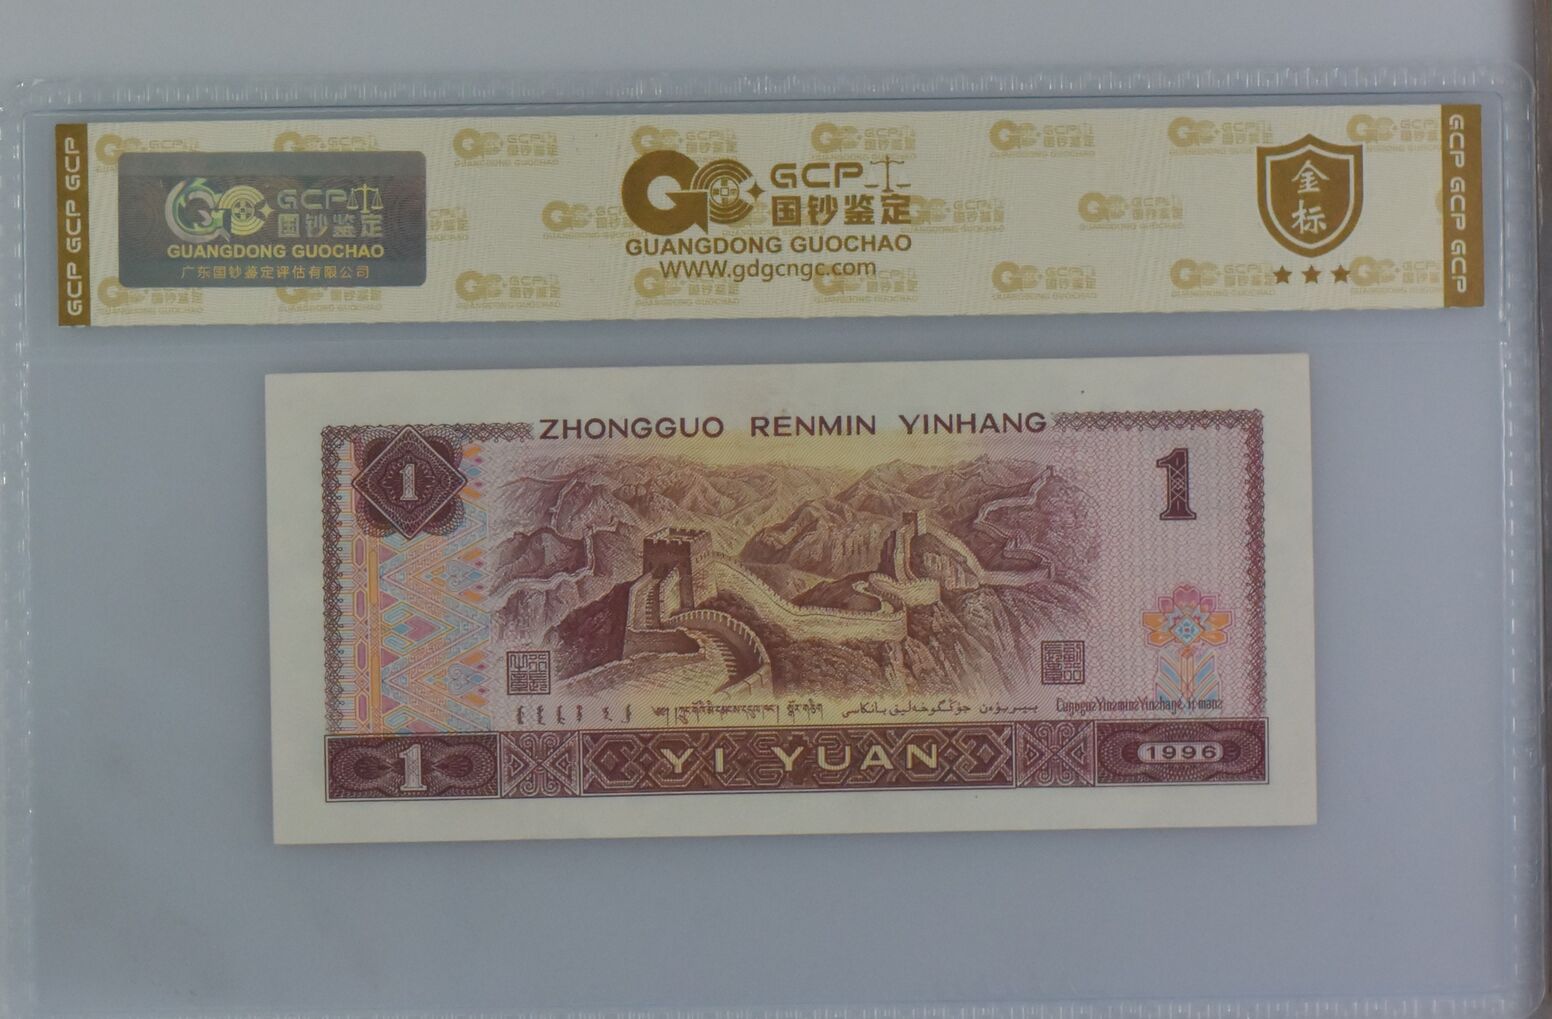 GCP GCP GCP
GCP
国钞鉴定
GUANGDONG GUOCHAO
广东国钞鉴定评估有限公司
GCP
国钞鉴定
GUANGDONG GUOCHAO
WWW.gdgcngc.com
金标
GCP GCP GCP GCP
ZHONGGUO RENMIN YINHANG
1
1
1
YI YUAN
1996